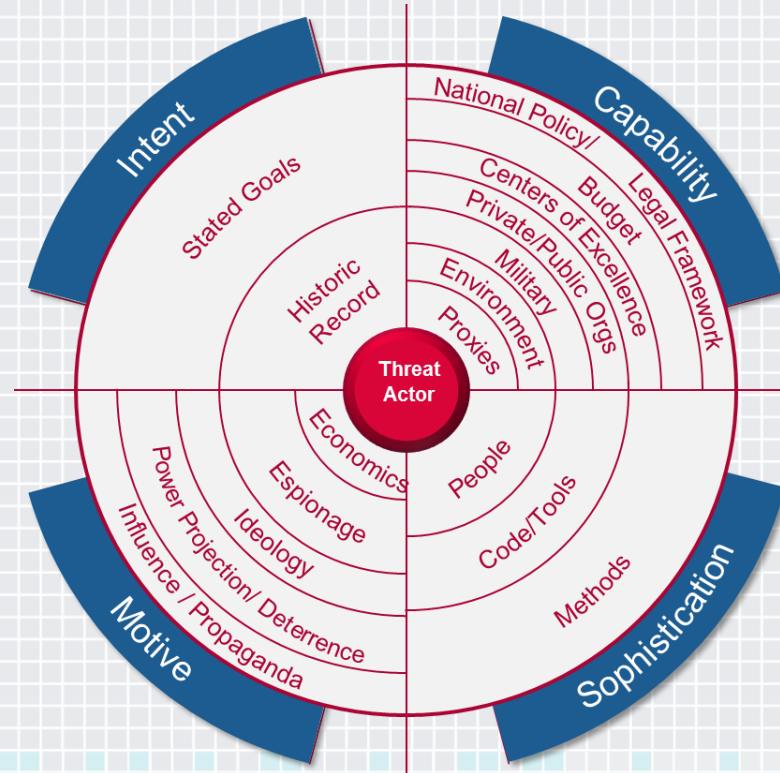 Intent
Capability
Stated Goals
Historic
Record
National Policy/
Legal Framework
Budget
Centers of Excellence
Private/Public Orgs
Military
Environment
Proxies
Threat
Actor
Economics
Espionage
Ideology
Power Projection/ Deterrence
Influence / Propaganda
People
Code/Tools
Methods
Motive
Sophistication